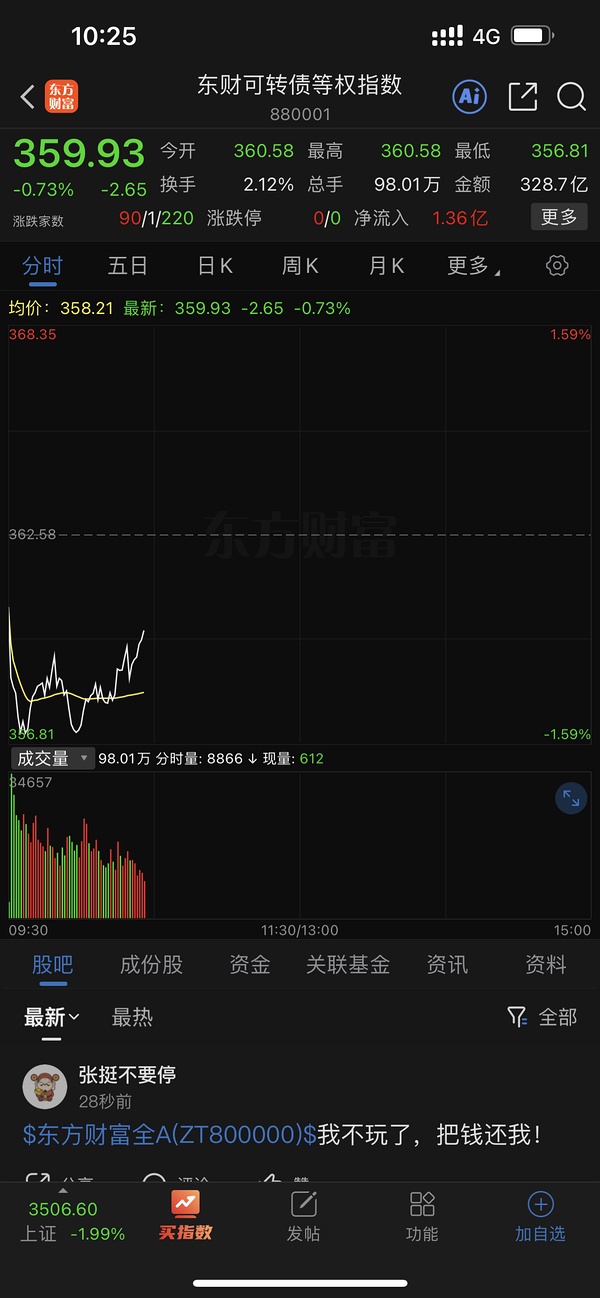 10:25 4G
东方财富 东财可转债等权指数 Ai
880001
359.93 今开 360.58 最高 360.58 最低 356.81
-0.73% -2.65 换手 2.12% 总手 98.01万 金额 328.7亿
涨跌家数 90/1/220 涨跌停 0/0 净流入 1.36亿 更多
分时 五日 日K 周K 月K 更多
均价: 358.21 最新: 359.93 -2.65 -0.73%
368.35 1.59%
362.58 东方财富
356.81 -1.59%
成交量 98.01万 分时量: 8866 ↓ 现量: 612
34657
09:30 11:30/13:00 15:00
股吧 成份股 资金 关联基金 资讯 资料
最新 最热 全部
张挺不要停
28秒前
$东方财富全A(ZT800000)$我不玩了，把钱还我！
分享 评论 赞
3506.60
上证 -1.99% 买指数 发帖 功能 加自选